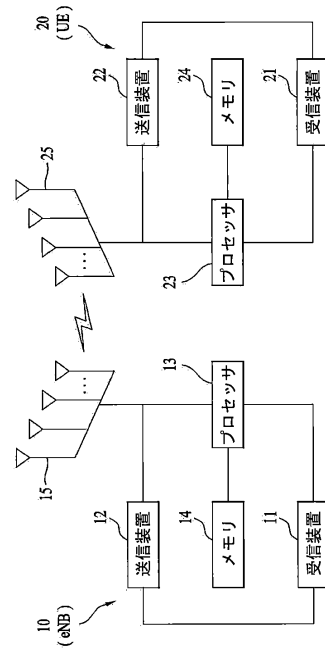 10
(eNB)
15
12
送信装置
14
メモリ
13
プロセッサ
11
受信装置
20
(UE)
25
22
送信装置
24
メモリ
23
プロセッサ
21
受信装置